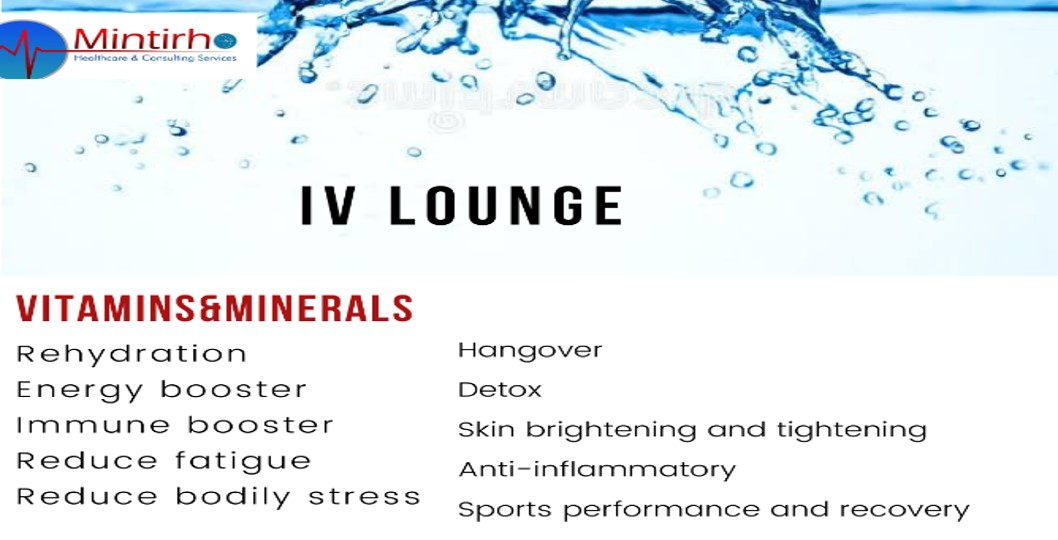 Mintirho
Healthcare & Consulting Services
IV LOUNGE
VITAMINS&MINERALS
Rehydration
Energy booster
Immune booster
Reduce fatigue
Reduce bodily stress
Hangover
Detox
Skin brightening and tightening
Anti-inflammatory
Sports performance and recovery